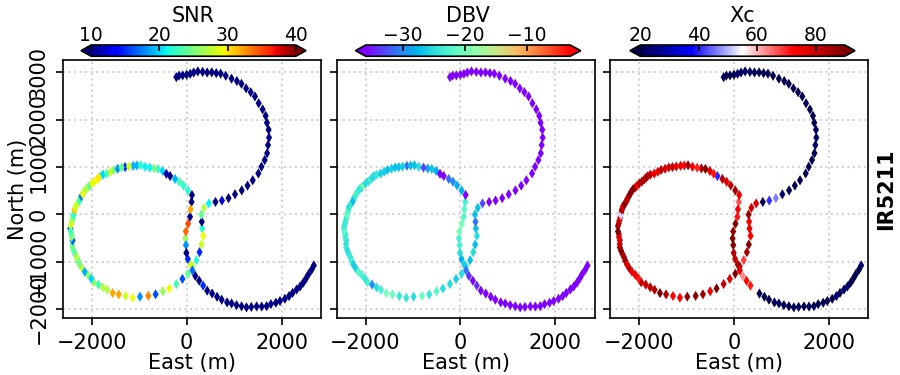 SNR DBV Xc
10 20 30 40 −30 −20 −10 20 40 60 80
3000
2000
1000
0
−1000
−2000
North (m)
IR5211
−2000 0 2000 −2000 0 2000 −2000 0 2000
East (m) East (m) East (m)